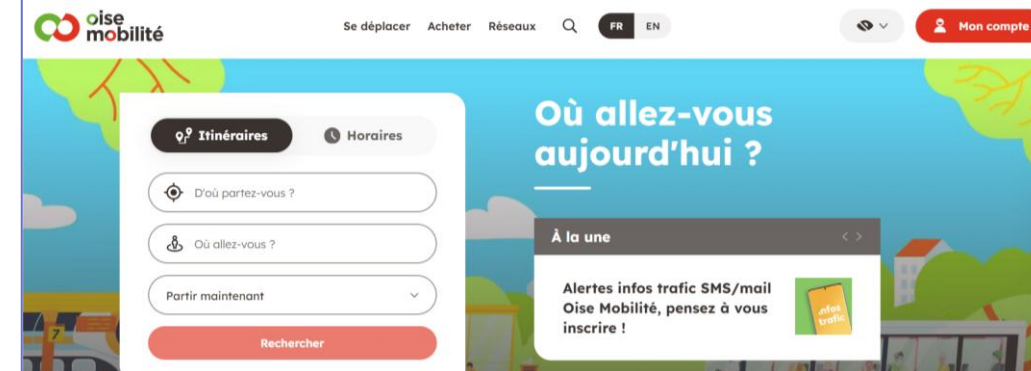 oise
mobilité
Se déplacer Acheter Réseaux FR EN Mon compte
Itinéraires Horaires
D'où partez-vous ?
Où allez-vous ?
Partir maintenant
Rechercher
Où allez-vous
aujourd'hui ?
À la une
Alertes infos trafic SMS/mail
Oise Mobilité, pensez à vous
inscrire !
infos
trafic
7